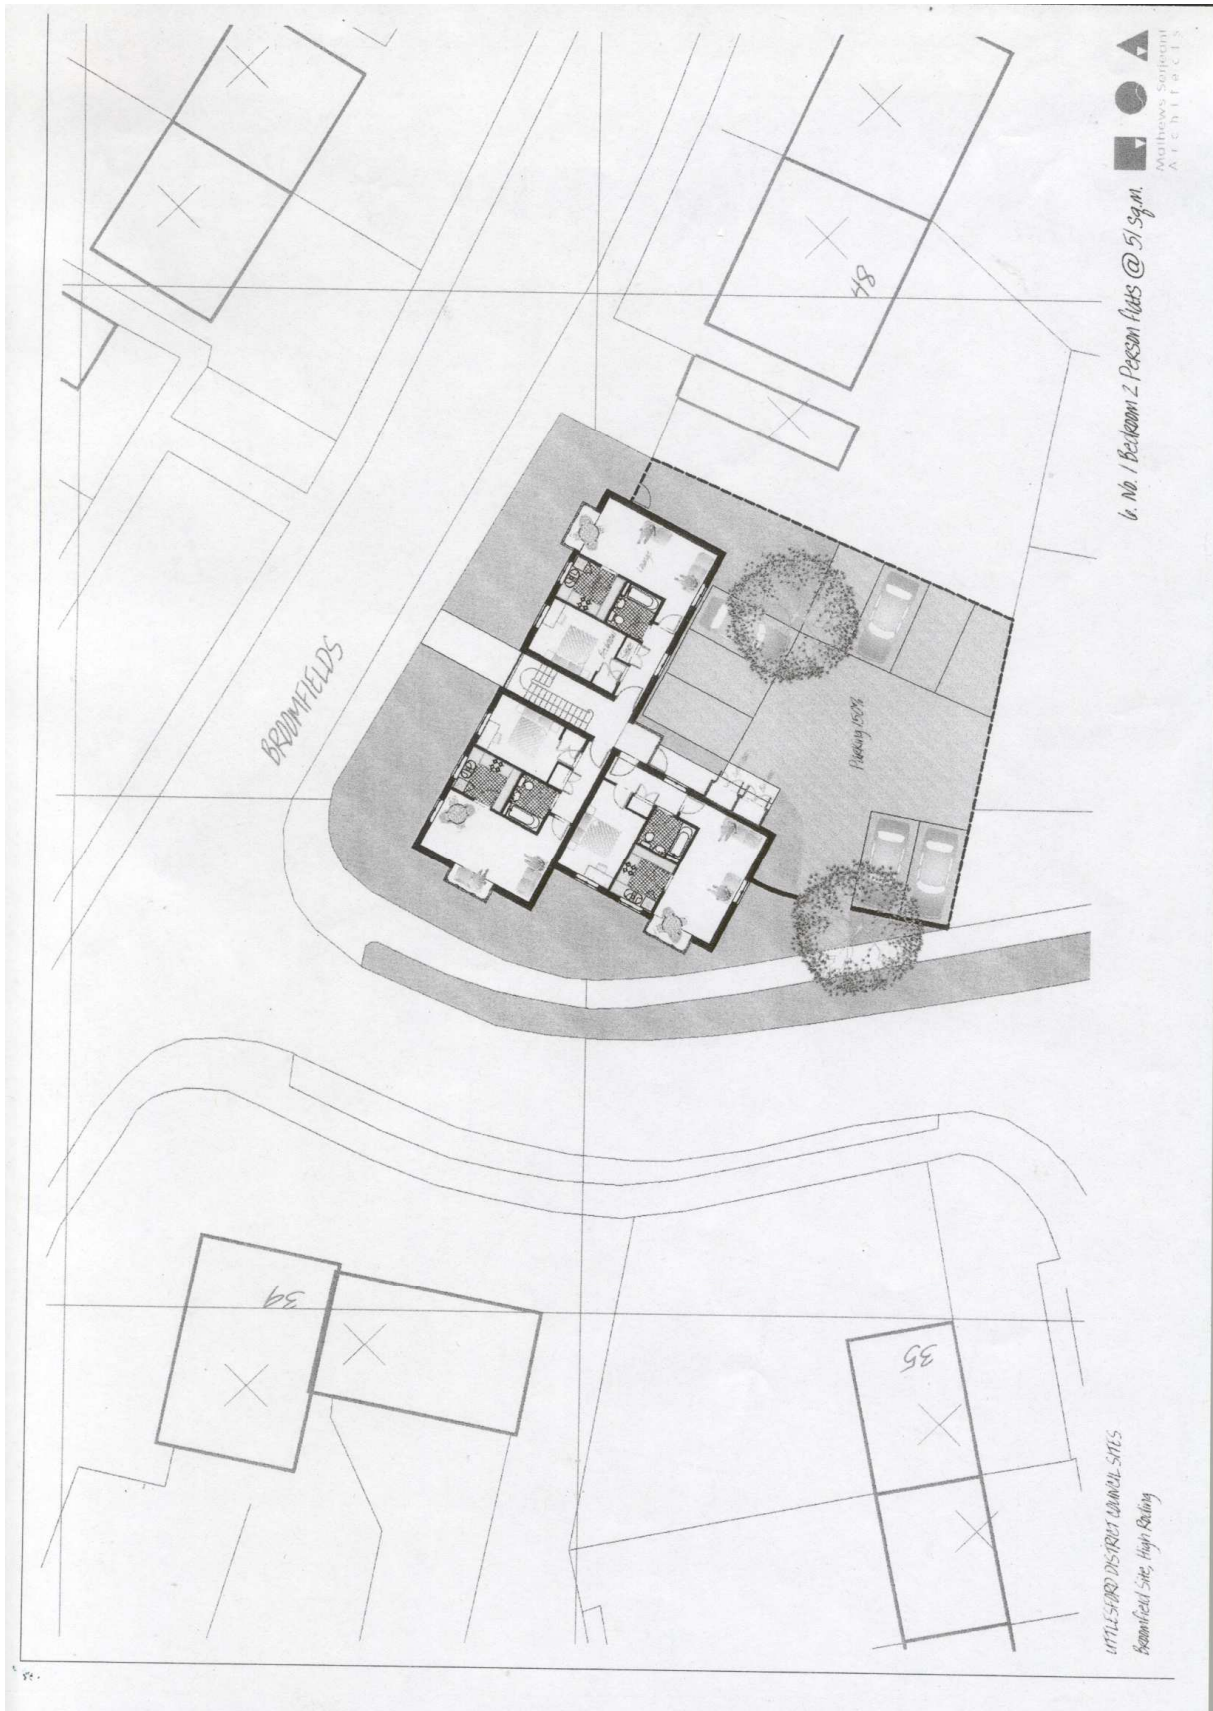 UTTLESFORD DISTRICT COUNCIL SITES
Broomfield Site, High Roding
6. No. 1 Bedroom 2 Person Flats @ 51 Sq.m.
Mathews Serjeant
Architects
BROOMFIELDS
Parking 150%
48
39
35